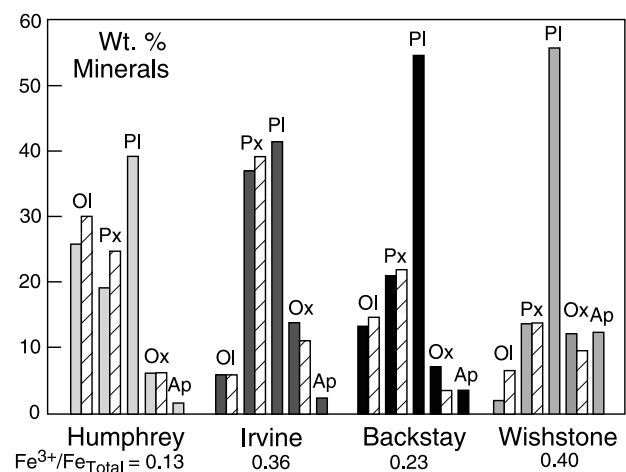 60
50
40
30
20
10
0
Wt. %
Minerals
Ol
Px
Pl
Ox
Ap
Ol
Px
Pl
Ox
Ap
Ol
Px
Pl
Ox
Ap
Ol
Px
Pl
Ox
Ap
Humphrey Irvine Backstay Wishstone
Fe³⁺/FeTotal = 0.13 0.36 0.23 0.40